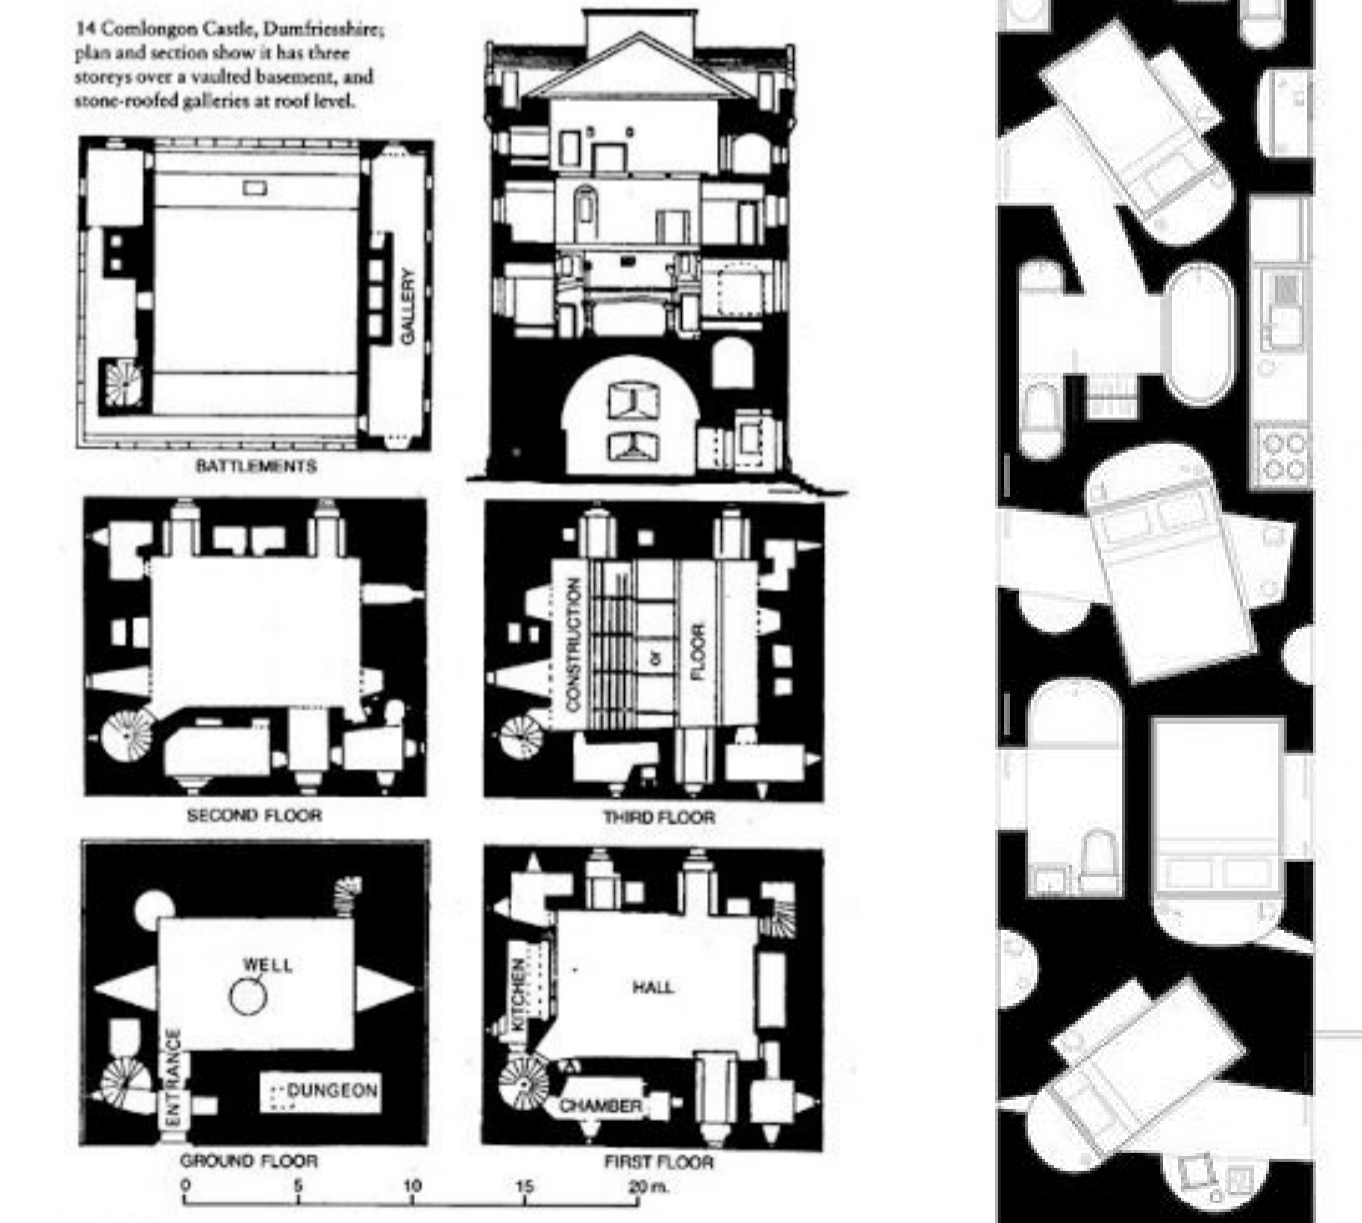 14 Comlongon Castle, Dumfriesshire;
plan and section show it has three
storeys over a vaulted basement, and
stone-roofed galleries at roof level.
GALLERY
BATTLEMENTS
SECOND FLOOR
CONSTRUCTION
or
FLOOR
THIRD FLOOR
WELL
ENTRANCE
DUNGEON
GROUND FLOOR
KITCHEN
HALL
CHAMBER
FIRST FLOOR
0 5 10 15 20 m.